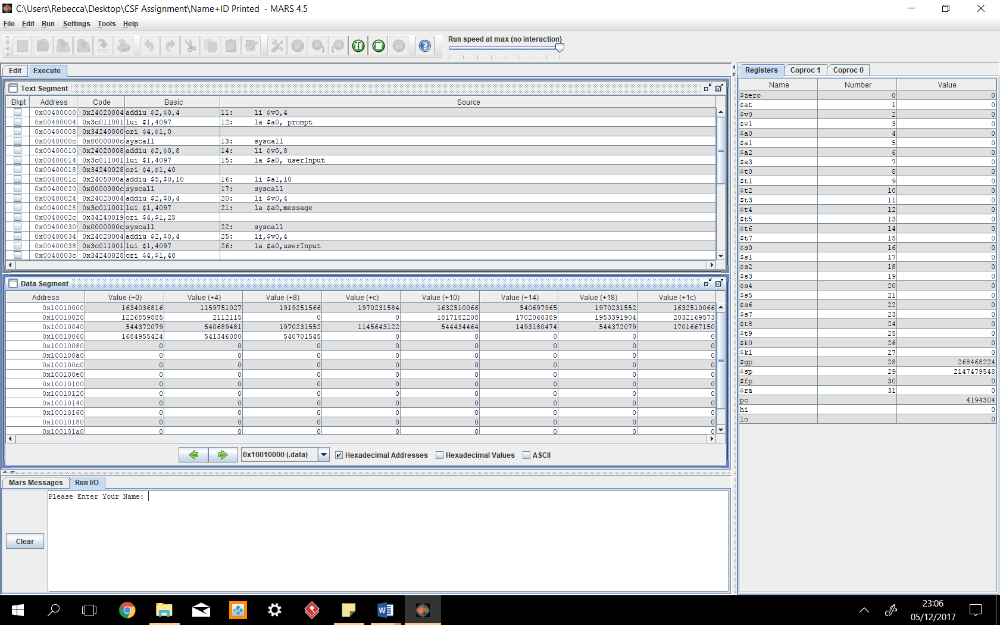 C:\Users\Rebecca\Desktop\CSF Assignment\Name+ID Printed - MARS 4.5
File Edit Run Settings Tools Help
Run speed at max (no interaction)
Edit Execute
Text Segment
Bkpt Address Code Basic Source
0x00400000 0x24020004 addiu $2,$0,4 11: li $v0,4
0x00400004 0x3c011001 lui $1,4097 12: la $a0, prompt
0x00400008 0x34240000 ori $4,$1,0
0x0040000c 0x0000000c syscall 13: syscall
0x00400010 0x24020008 addiu $2,$0,8 14: li $v0,8
0x00400014 0x3c011001 lui $1,4097 15: la $a0, userInput
0x00400018 0x34240028 ori $4,$1,40
0x0040001c 0x2405000a addiu $5,$0,10 16: li $a1,10
0x00400020 0x0000000c syscall 17: syscall
0x00400024 0x24020004 addiu $2,$0,4 20: li $v0,4
0x00400028 0x3c011001 lui $1,4097 21: la $a0,message
0x0040002c 0x34240019 ori $4,$1,25
0x00400030 0x0000000c syscall 22: syscall
0x00400034 0x24020004 addiu $2,$0,4 25: li,$v0,4
0x00400038 0x3c011001 lui $1,4097 26: la $a0,userInput
0x0040003c 0x34240028 ori $4,$1,40
Data Segment
Address Value (+0) Value (+4) Value (+8) Value (+c) Value (+10) Value (+14) Value (+18) Value (+1c)
0x10010000 1634036816 1159751027 1919251566 1970231584 1632510066 540697965 1970231552 1632510066
0x10010020 1226859885 2112115 0 0 1817182208 1702060389 1953391904 2032169573
0x10010040 544372079 540689481 1970231552 1145643122 544434464 1493180474 544372079 1701667150
0x10010060 1684955424 541346080 540701545 0 0 0 0 0
0x10010080 0 0 0 0 0 0 0 0
0x100100a0 0 0 0 0 0 0 0 0
0x100100c0 0 0 0 0 0 0 0 0
0x100100e0 0 0 0 0 0 0 0 0
0x10010100 0 0 0 0 0 0 0 0
0x10010120 0 0 0 0 0 0 0 0
0x10010140 0 0 0 0 0 0 0 0
0x10010160 0 0 0 0 0 0 0 0
0x10010180 0 0 0 0 0 0 0 0
0x100101a0 0 0 0 0 0 0 0 0
0x10010000 (.data) Hexadecimal Addresses Hexadecimal Values ASCII
Mars Messages Run I/O
Please Enter Your Name:
Clear
Registers Coproc 1 Coproc 0
Name Number Value
$zero 0 0
$at 1 0
$v0 2 0
$v1 3 0
$a0 4 0
$a1 5 0
$a2 6 0
$a3 7 0
$t0 8 0
$t1 9 0
$t2 10 0
$t3 11 0
$t4 12 0
$t5 13 0
$t6 14 0
$t7 15 0
$s0 16 0
$s1 17 0
$s2 18 0
$s3 19 0
$s4 20 0
$s5 21 0
$s6 22 0
$s7 23 0
$t8 24 0
$t9 25 0
$k0 26 0
$k1 27 0
$gp 28 268468224
$sp 29 2147479548
$fp 30 0
$ra 31 0
pc 4194304
hi 0
lo 0
23:06
05/12/2017